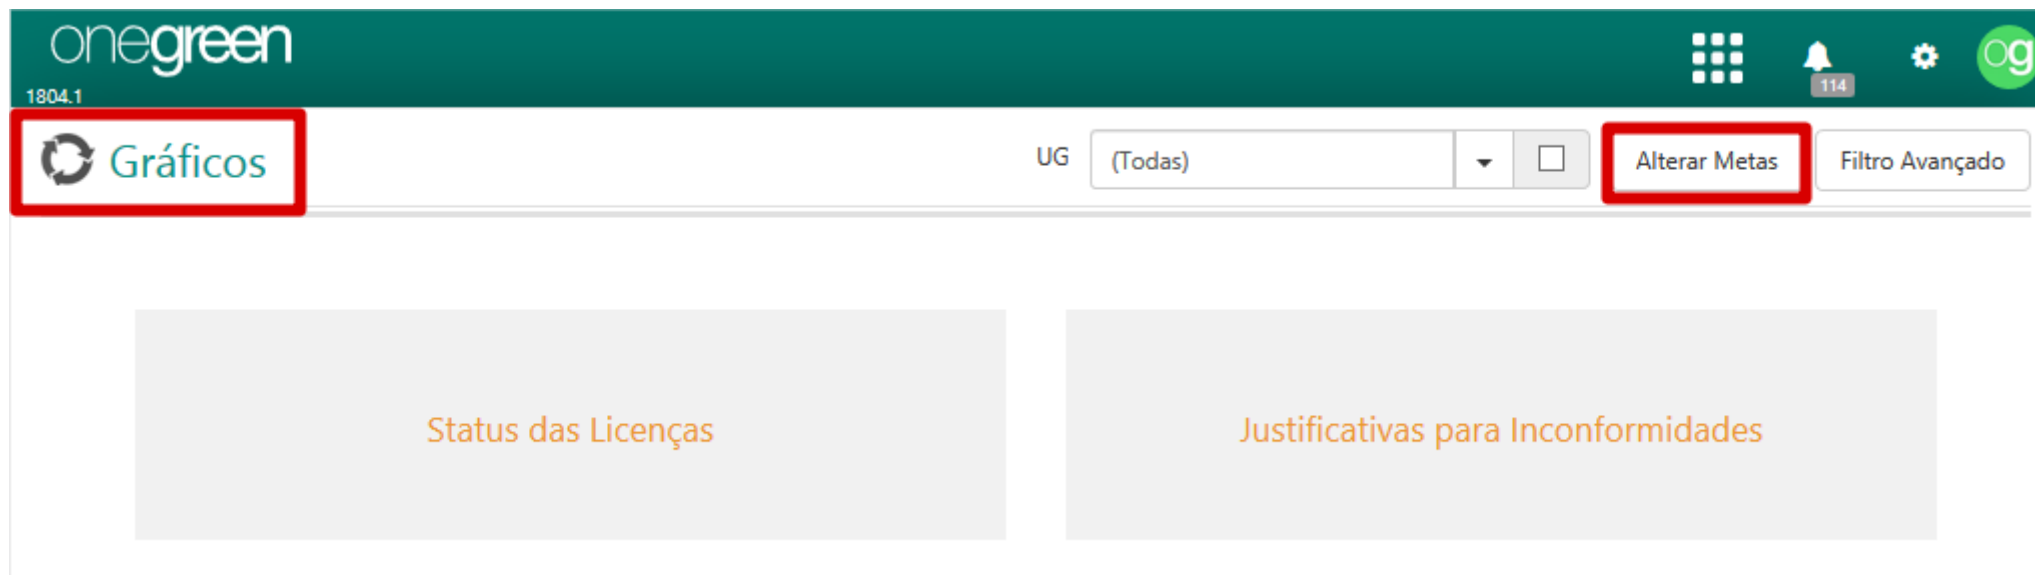 onegreen
1804.1
114
og
Gráficos
UG
(Todas)
Alterar Metas
Filtro Avançado
Status das Licenças
Justificativas para Inconformidades